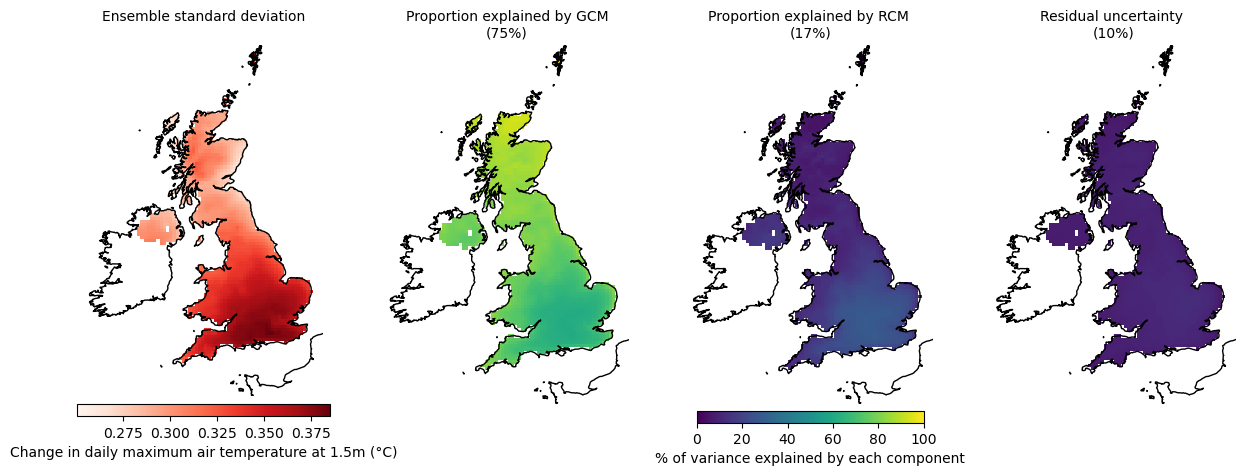 Ensemble standard deviation
Proportion explained by GCM
(75%)
Proportion explained by RCM
(17%)
Residual uncertainty
(10%)
0.275 0.300 0.325 0.350 0.375
Change in daily maximum air temperature at 1.5m (°C)
0 20 40 60 80 100
% of variance explained by each component